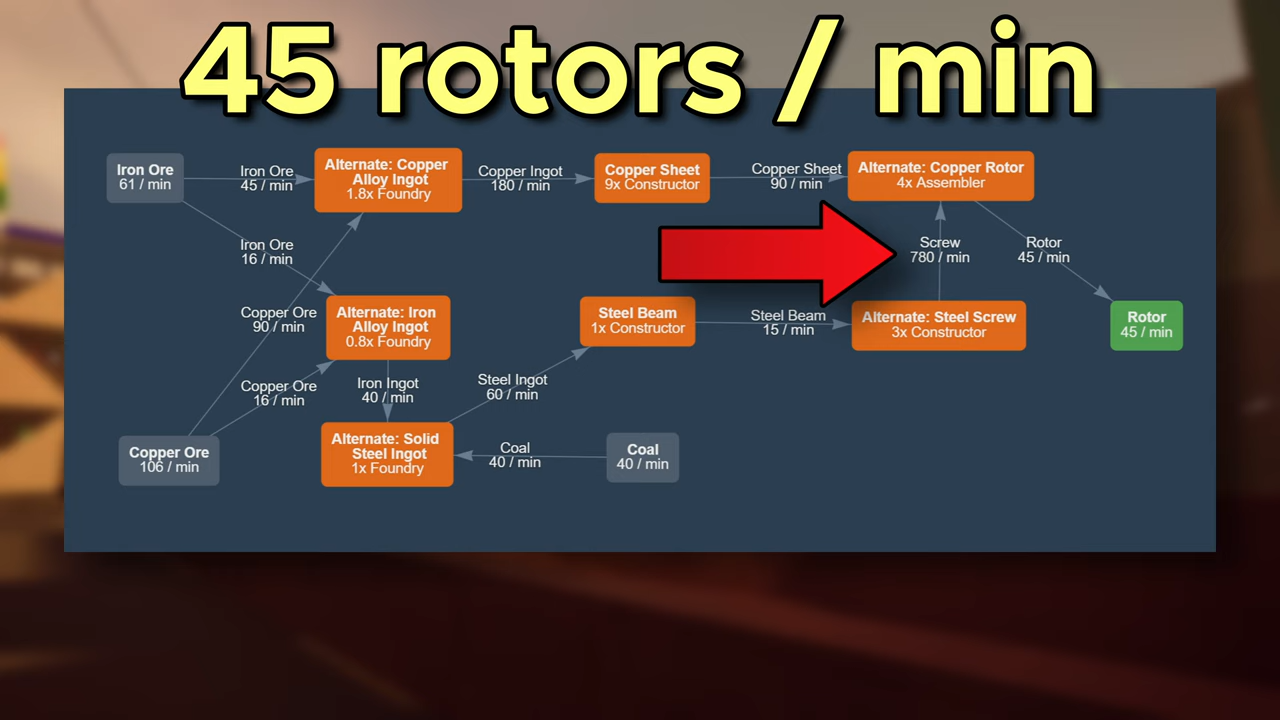 45 rotors / min
Iron Ore
61 / min
Iron Ore
45 / min
Alternate: Copper
Alloy Ingot
1.8x Foundry
Copper Ingot
180 / min
Copper Sheet
9x Constructor
Copper Sheet
90 / min
Alternate: Copper Rotor
4x Assembler
Iron Ore
16 / min
Screw
780 / min
Rotor
45 / min
Copper Ore
90 / min
Alternate: Iron
Alloy Ingot
0.8x Foundry
Steel Beam
1x Constructor
Steel Beam
15 / min
Alternate: Steel Screw
3x Constructor
Rotor
45 / min
Copper Ore
16 / min
Iron Ingot
40 / min
Steel Ingot
60 / min
Copper Ore
106 / min
Alternate: Solid
Steel Ingot
1x Foundry
Coal
40 / min
Coal
40 / min